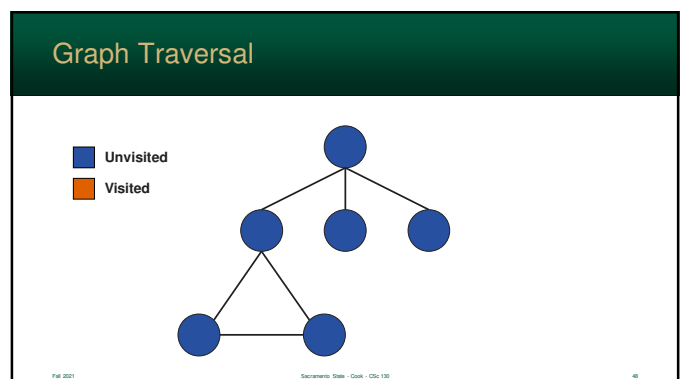 Graph Traversal
Unvisited
Visited
Fall 2021
Sacramento State - Cook - CSc 130
48